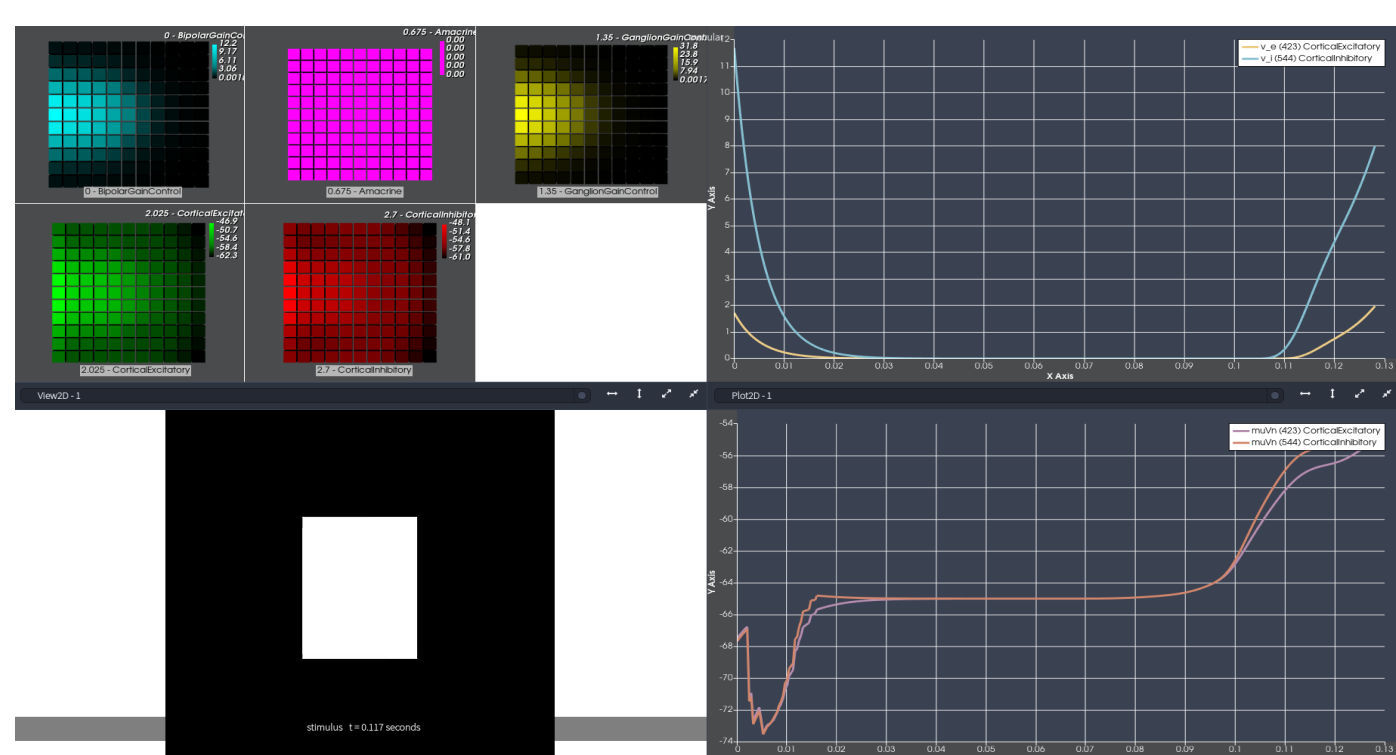 0 - BipolarGainCo
12.2
9.17
6.11
3.06
0 - BipolarGainControl
0.675 - Amacrine
0.00
0.00
0.00
0.00
0.00
0.675 - Amacrine
1.35 - GanglionGainCon
31.8
23.8
15.9
7.94
0.0017
1.35 - GanglionGainControl
2.025 - CorticalExcitat
-46.9
-50.7
-54.6
-58.4
-62.3
2.025 - CorticalExcitatory
2.7 - CorticalInhibitor
-48.1
-51.4
-54.6
-57.8
-61.0
2.7 - CorticalInhibitory
View2D - 1
stimulus t = 0.117 seconds
v_e (423) CorticalExcitatory
v_i (544) CorticalInhibitory
12
11
10
9
8
7
6
5
4
3
2
1
0
Y Axis
0 0.01 0.02 0.03 0.04 0.05 0.06 0.07 0.08 0.09 0.1 0.11 0.12 0.13
X Axis
Plot2D - 1
muVn (423) CorticalExcitatory
muVn (544) CorticalInhibitory
-54
-56
-58
-60
-62
-64
-66
-68
-70
-72
-74
Y Axis
0 0.01 0.02 0.03 0.04 0.05 0.06 0.07 0.08 0.09 0.1 0.11 0.12 0.13